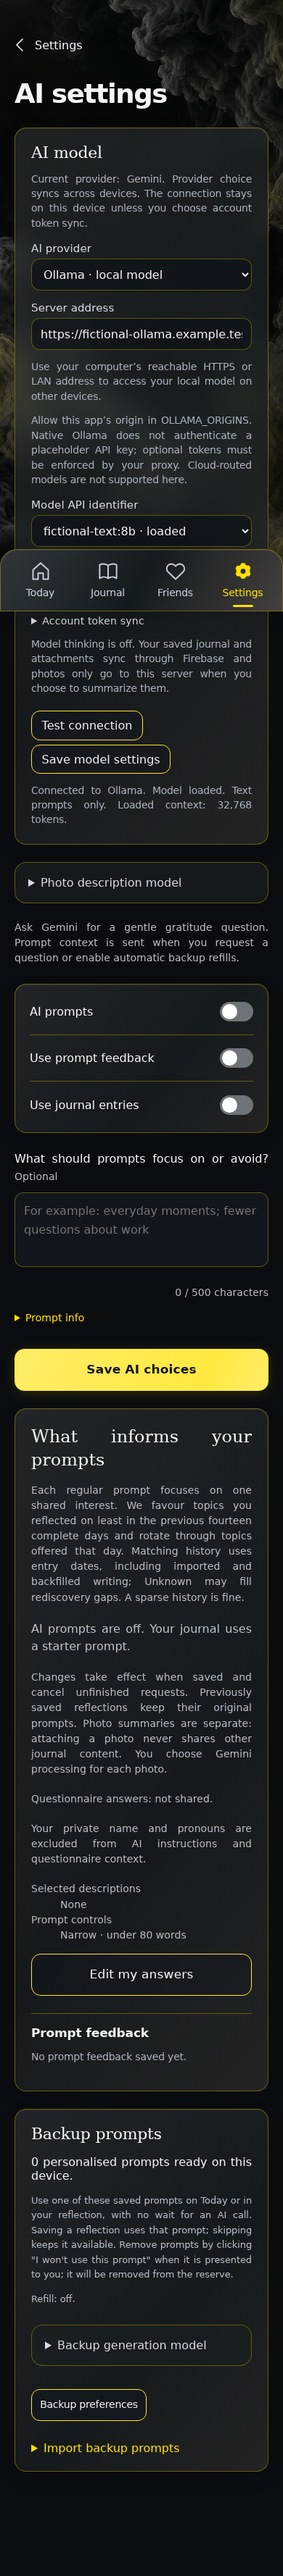 Settings
AI settings
AI model
Current provider: Gemini. Provider choice
syncs across devices. The connection stays
on this device unless you choose account
token sync.
AI provider
Ollama · local model
Server address
https://fictional-ollama.example.te
Use your computer’s reachable HTTPS or
LAN address to access your local model on
other devices.
Allow this app’s origin in OLLAMA_ORIGINS.
Native Ollama does not authenticate a
placeholder API key; optional tokens must
be enforced by your proxy. Cloud-routed
models are not supported here.
Model API identifier
fictional-text:8b · loaded
Today
Journal
Friends
Settings
Account token sync
Model thinking is off. Your saved journal and
attachments sync through Firebase and
photos only go to this server when you
choose to summarize them.
Test connection
Save model settings
Connected to Ollama. Model loaded. Text
prompts only. Loaded context: 32,768
tokens.
Photo description model
Ask Gemini for a gentle gratitude question.
Prompt context is sent when you request a
question or enable automatic backup refills.
AI prompts
Use prompt feedback
Use journal entries
What should prompts focus on or avoid?
Optional
For example: everyday moments; fewer
questions about work
0 / 500 characters
Prompt info
Save AI choices
What informs your
prompts
Each regular prompt focuses on one
shared interest. We favour topics you
reflected on least in the previous fourteen
complete days and rotate through topics
offered that day. Matching history uses
entry dates, including imported and
backfilled writing; Unknown may fill
rediscovery gaps. A sparse history is fine.
AI prompts are off. Your journal uses
a starter prompt.
Changes take effect when saved and
cancel unfinished requests. Previously
saved reflections keep their original
prompts. Photo summaries are separate:
attaching a photo never shares other
journal content. You choose Gemini
processing for each photo.
Questionnaire answers: not shared.
Your private name and pronouns are
excluded from AI instructions and
questionnaire context.
Selected descriptions
None
Prompt controls
Narrow · under 80 words
Edit my answers
Prompt feedback
No prompt feedback saved yet.
Backup prompts
0 personalised prompts ready on this
device.
Use one of these saved prompts on Today or in
your reflection, with no wait for an AI call.
Saving a reflection uses that prompt; skipping
keeps it available. Remove prompts by clicking
"I won't use this prompt" when it is presented
to you; it will be removed from the reserve.
Refill: off.
Backup generation model
Backup preferences
Import backup prompts